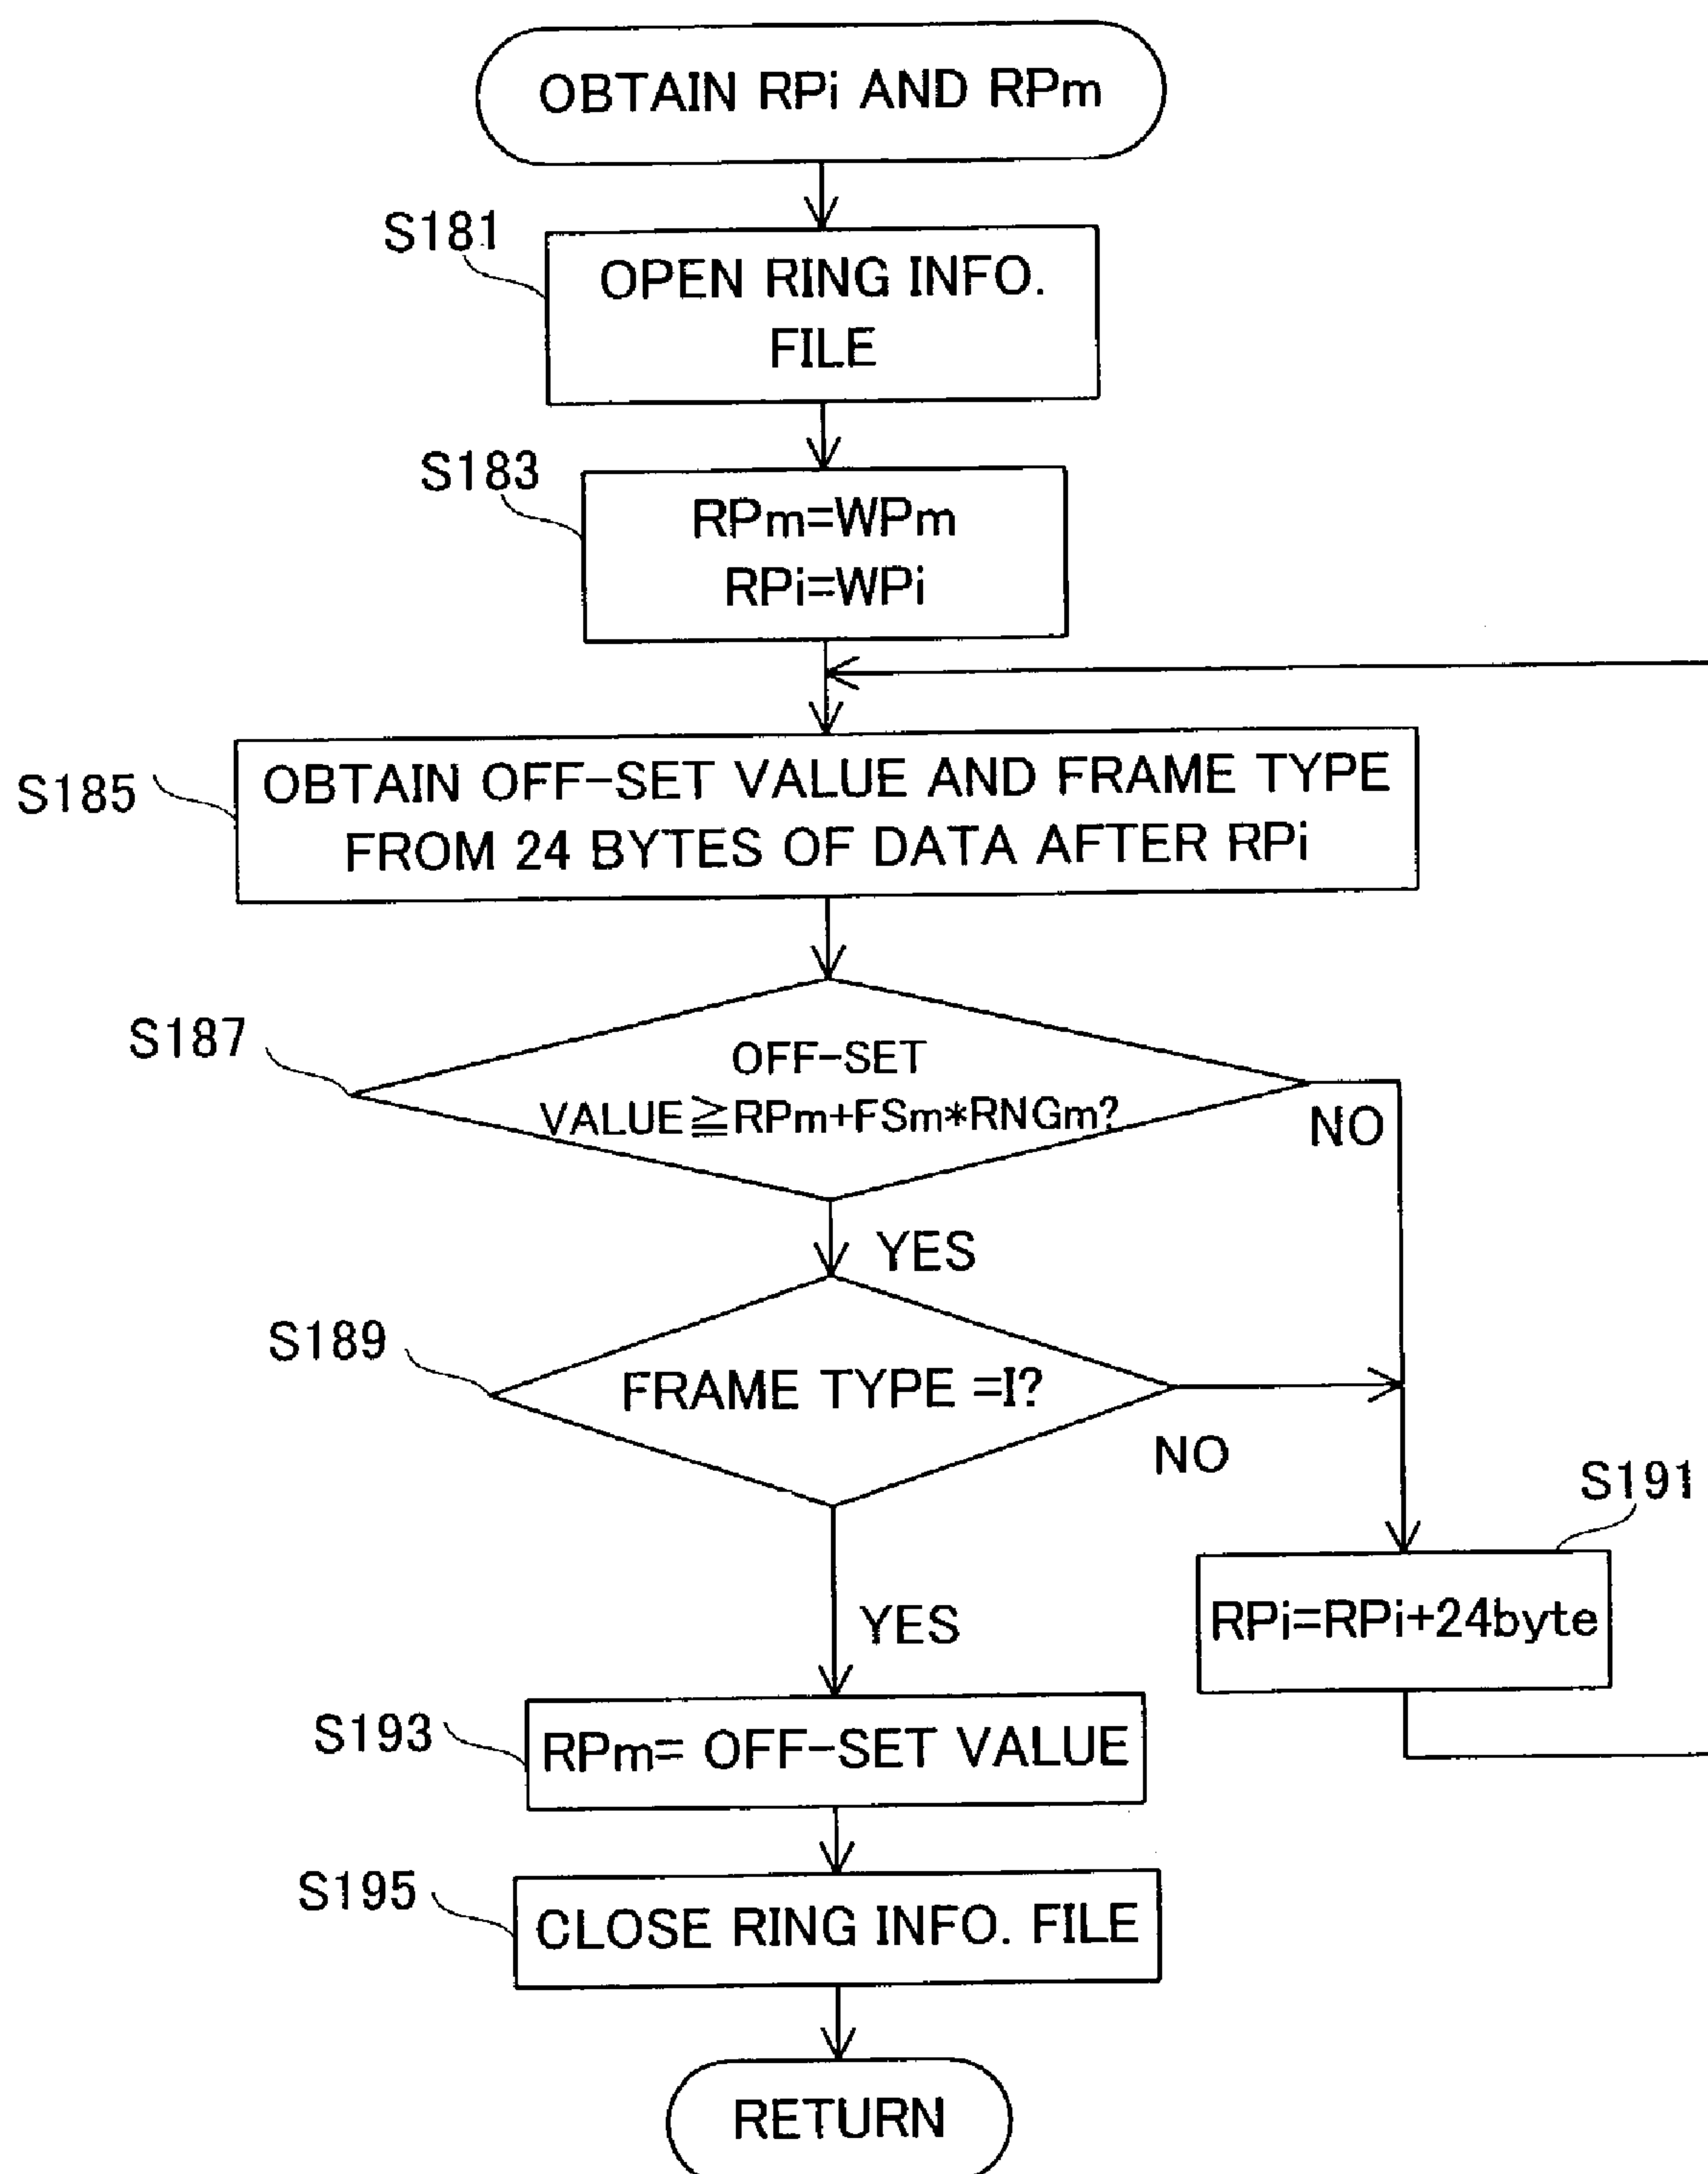 OBTAIN RPi AND RPm
S181
OPEN RING INFO.
FILE
S183
RPm=WPm
RPi=WPi
S185
OBTAIN OFF-SET VALUE AND FRAME TYPE
FROM 24 BYTES OF DATA AFTER RPi
S187
OFF-SET
VALUE≧RPm+FSm*RNGm?
NO
YES
S189
FRAME TYPE =I?
NO
S191
RPi=RPi+24byte
YES
S193
RPm= OFF-SET VALUE
S195
CLOSE RING INFO. FILE
RETURN